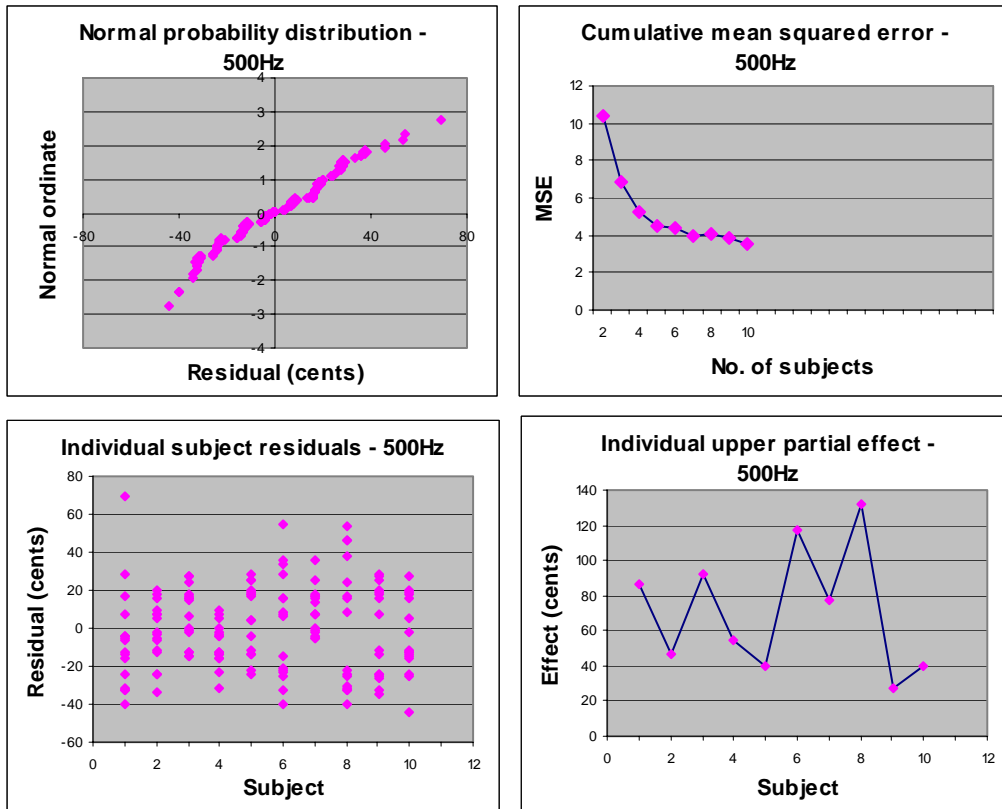 Normal probability distribution -
500Hz
4
3
2
1
0
-80 -40 0 40 80
-1
-2
-3
-4
Normal ordinate
Residual (cents)
Cumulative mean squared error -
500Hz
12
10
8
6
4
2
0
2 4 6 8 10
MSE
No. of subjects
Individual subject residuals - 500Hz
80
60
40
20
0
-20
-40
-60
0 2 4 6 8 10 12
Residual (cents)
Subject
Individual upper partial effect -
500Hz
140
120
100
80
60
40
20
0
0 2 4 6 8 10 12
Effect (cents)
Subject